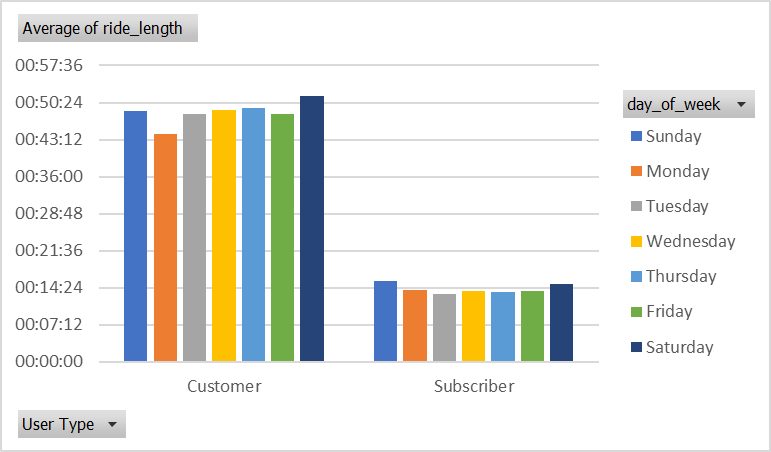 Average of ride_length
00:57:36
00:50:24
00:43:12
00:36:00
00:28:48
00:21:36
00:14:24
00:07:12
00:00:00
Customer
Subscriber
day_of_week
Sunday
Monday
Tuesday
Wednesday
Thursday
Friday
Saturday
User Type